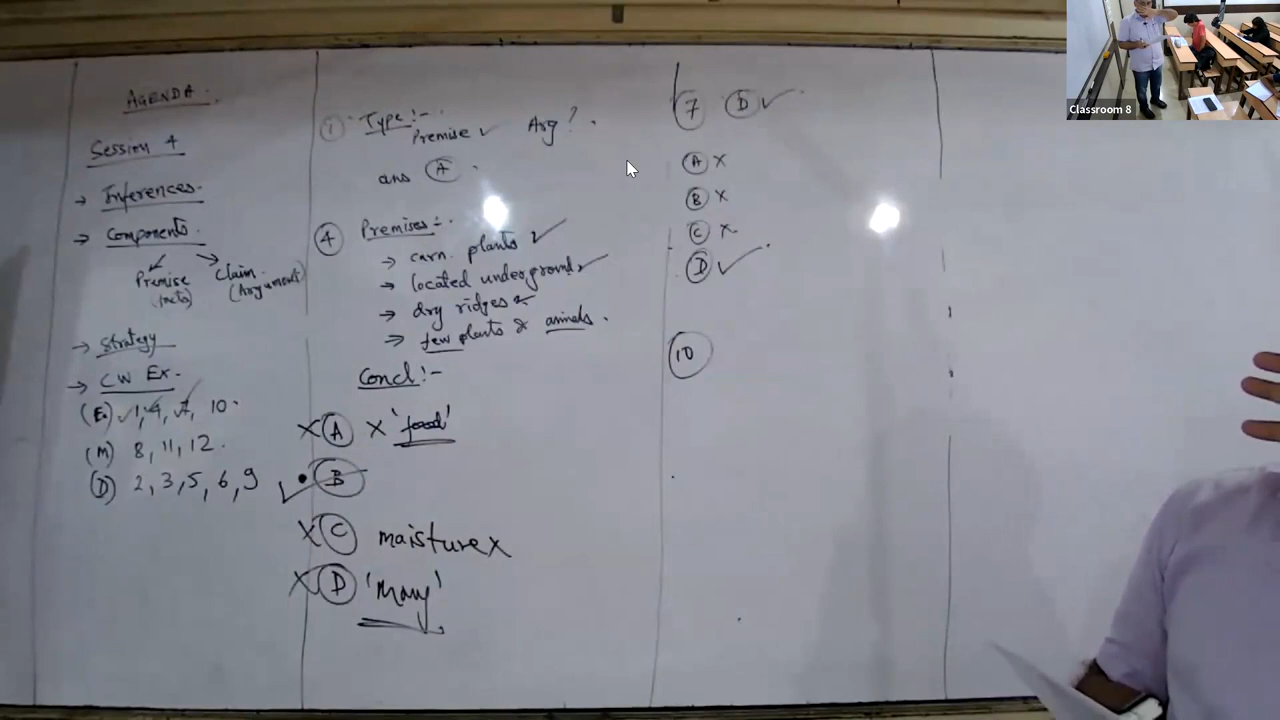 AGENDA.
Session 4
→ Inferences.
→ Components.
Premise
Claim.
(Argument)
→ Strategy
→ CW Ex.
(E) 1, 4, 7, 10.
(M) 8, 11, 12.
(D) 2, 3, 5, 6, 9
1 Type:-
Premise ✓ Arg?.
ans A.
4 Premises:-
→ carn. plants ✓
→ located underground ✓
→ dry ridges ✓
→ few plants & animals.
Concl:-
X A X 'food'
✓ B
X C maisture x
X D 'Many'
7 D ✓
A X
B X
C X
D ✓
10
Classroom 8